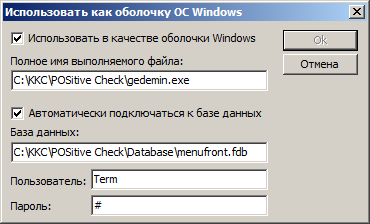 Использовать как оболочку ОС Windows
Использовать в качестве оболочки Windows
Ok
Полное имя выполняемого файла:
Отмена
C:\KKC\POSitive Check\gedemin.exe
Автоматически подключаться к базе данных
База данных:
C:\KKC\POSitive Check\Database\menufront.fdb
Пользователь: Term
Пароль: #